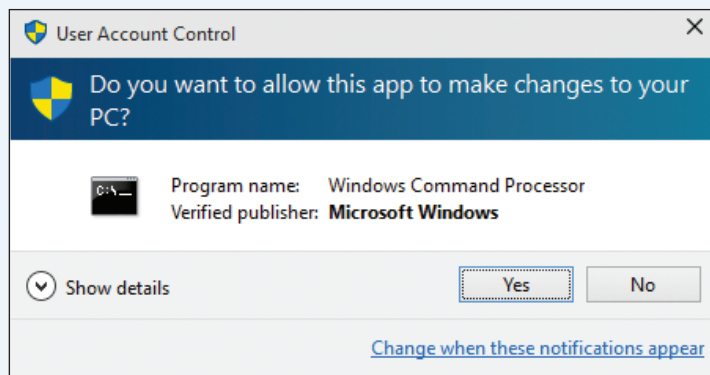 User Account Control
Do you want to allow this app to make changes to your
PC?
C:\_
Program name: Windows Command Processor
Verified publisher: Microsoft Windows
Show details
Yes
No
Change when these notifications appear